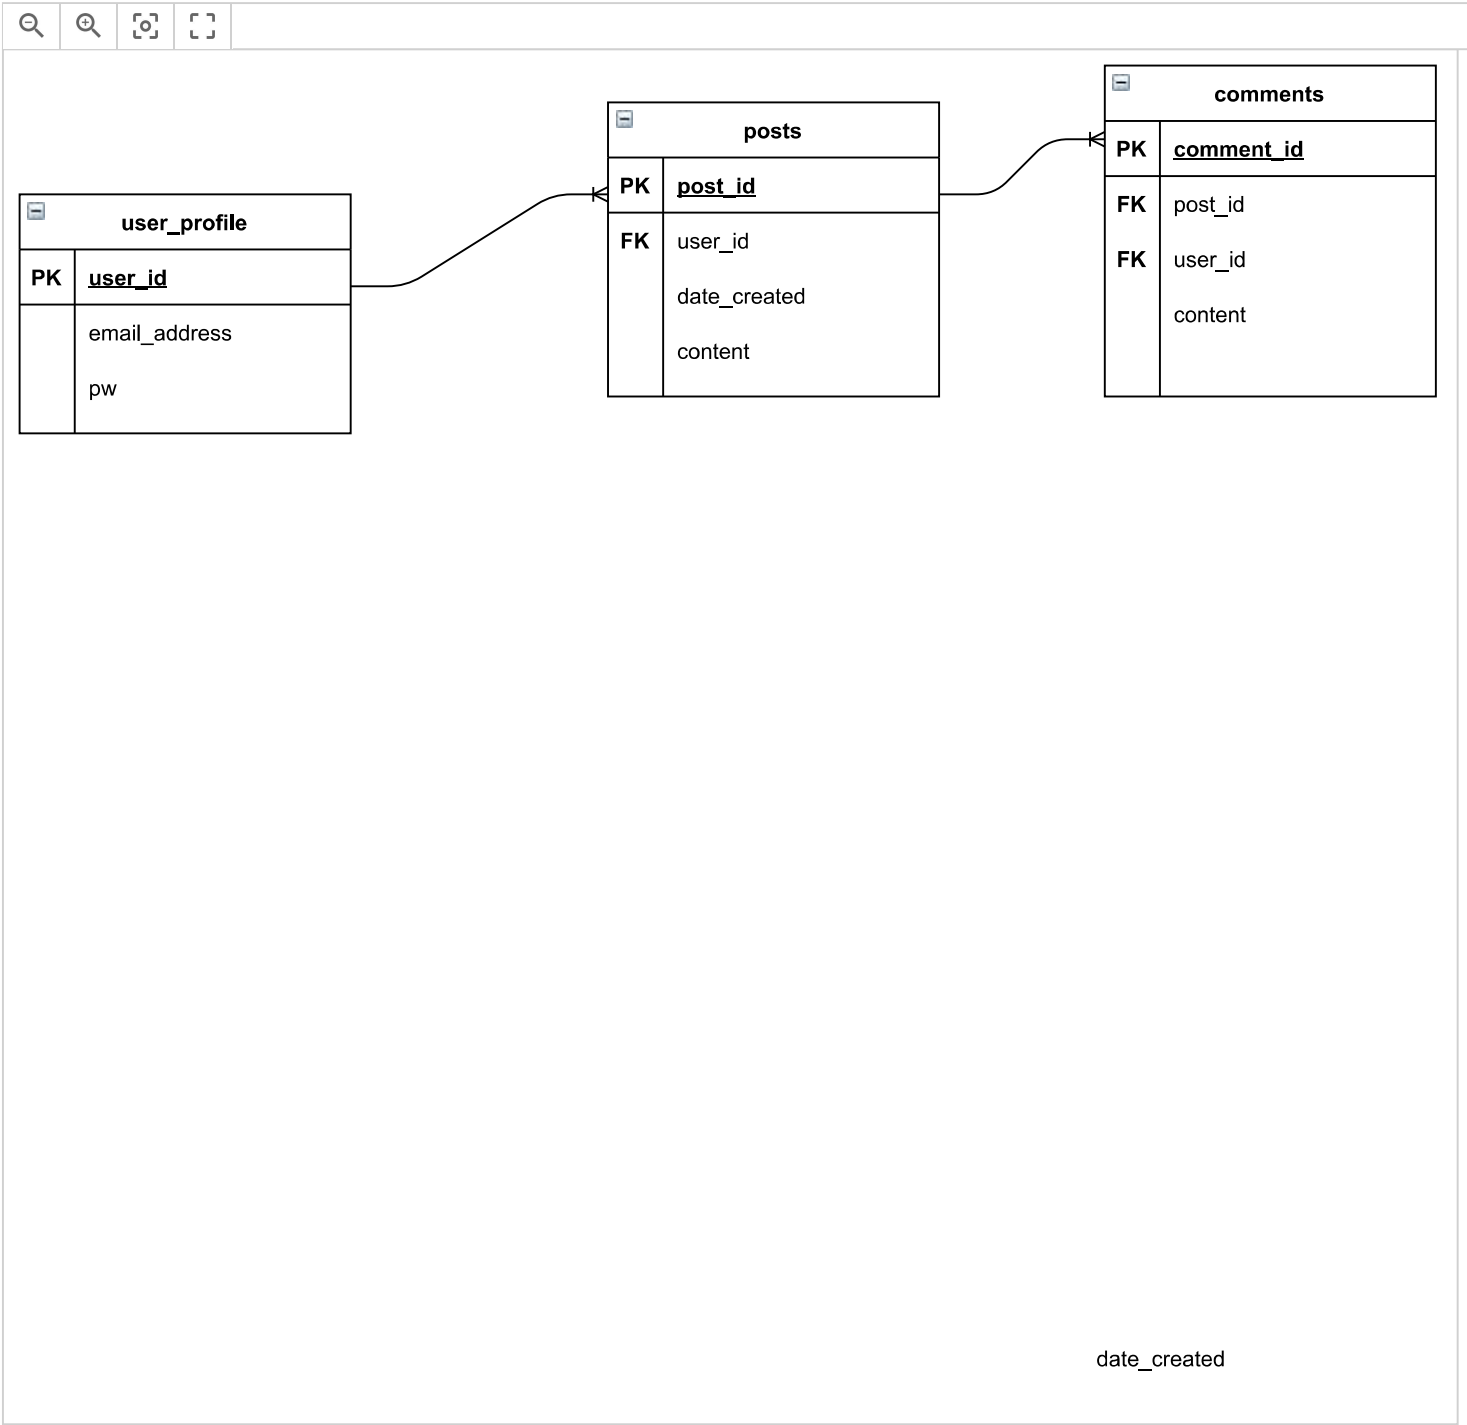 user_profile
PK user_id
email_address
pw
posts
PK post_id
FK user_id
date_created
content
comments
PK comment_id
FK post_id
FK user_id
content
date_created